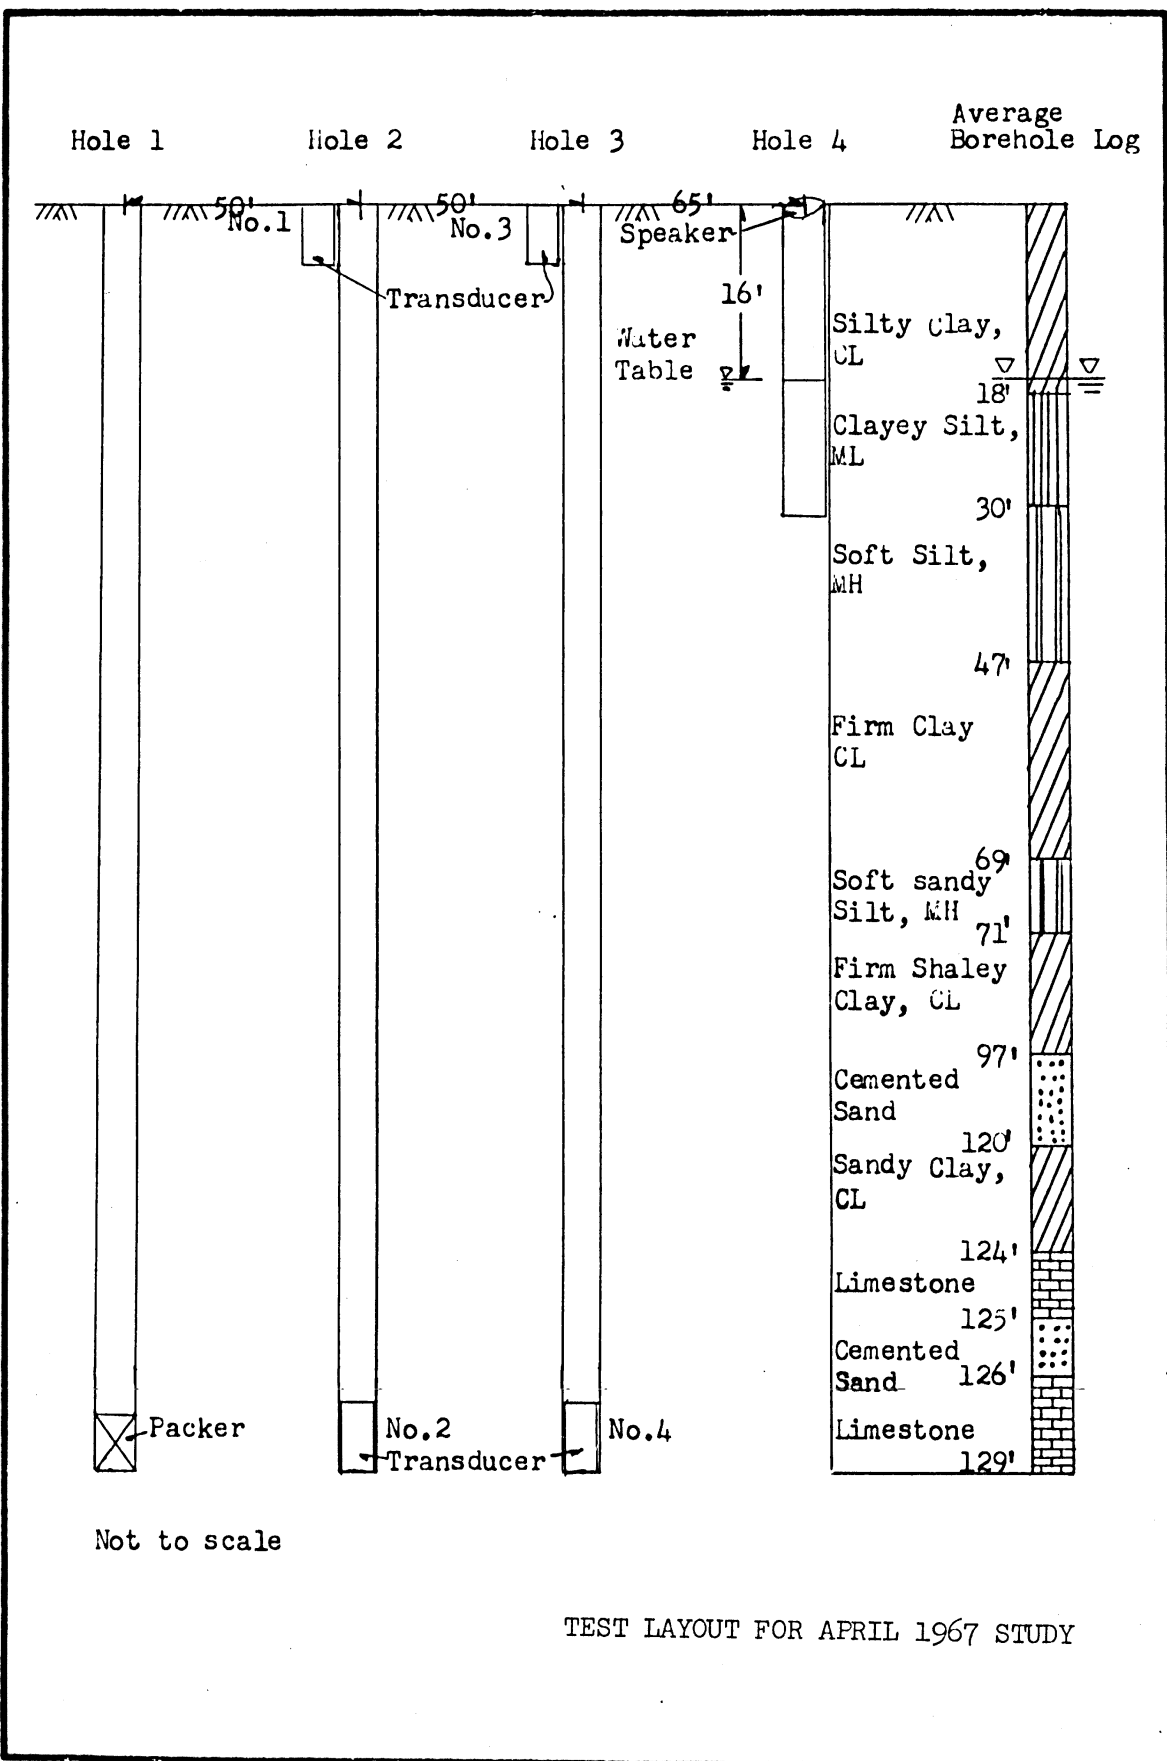 Average
Hole 1 Hole 2 Hole 3 Hole 4 Borehole Log
50' 50' 65'
No.1 No.3 Speaker
Transducer
16'
Water
Table
Silty Clay,
CL
18'
Clayey Silt,
ML
30'
Soft Silt,
MH
47'
Firm Clay
CL
69'
Soft sandy
Silt, MH
71'
Firm Shaley
Clay, CL
97'
Cemented
Sand
120'
Sandy Clay,
CL
124'
Limestone
125'
Cemented
Sand 126'
Packer No.2 No.4 Limestone
Transducer 129'
Not to scale
TEST LAYOUT FOR APRIL 1967 STUDY